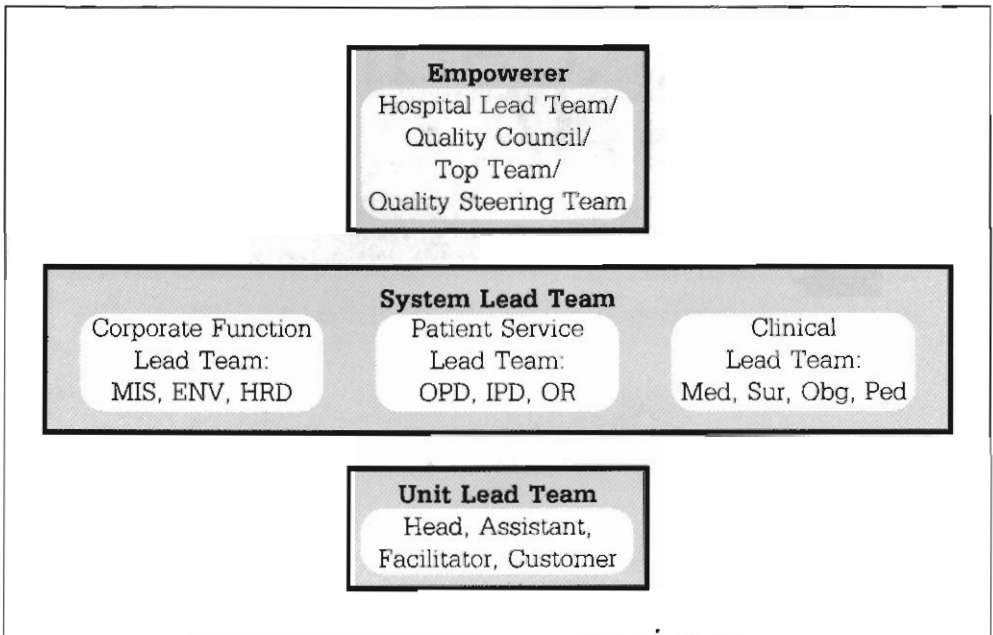 Empowerer
Hospital Lead Team/
Quality Council/
Top Team/
Quality Steering Team
System Lead Team
Corporate Function
Lead Team:
MIS, ENV, HRD
Patient Service
Lead Team:
OPD, IPD, OR
Clinical
Lead Team:
Med, Sur, Obg, Ped
Unit Lead Team
Head, Assistant,
Facilitator, Customer